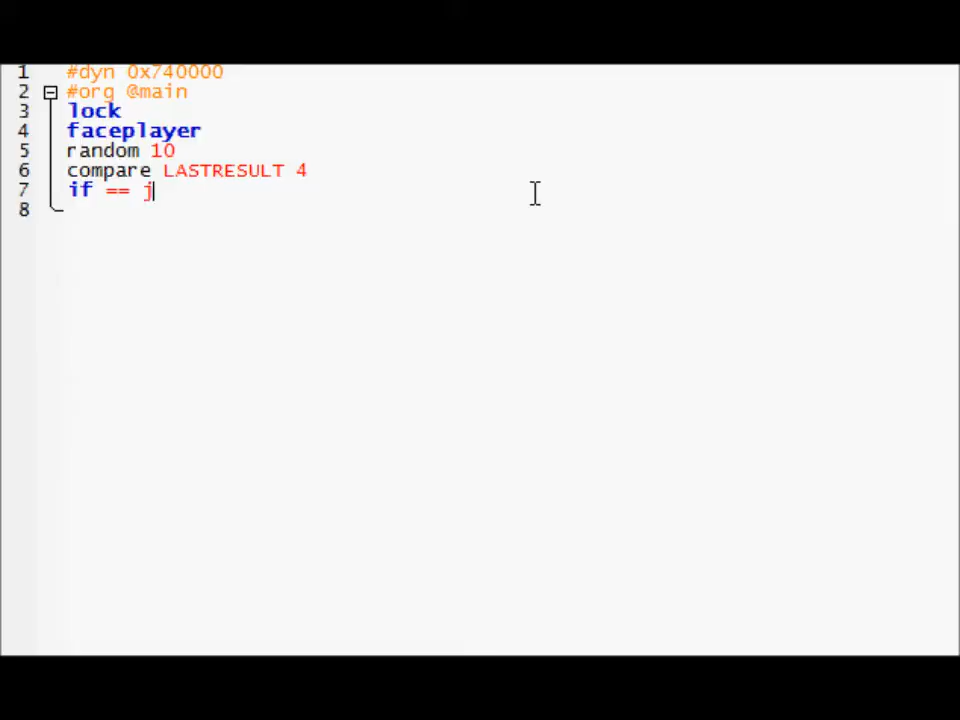 1 #dyn 0x740000
2 #org @main
3 lock
4 faceplayer
5 random 10
6 compare LASTRESULT 4
7 if == j
8